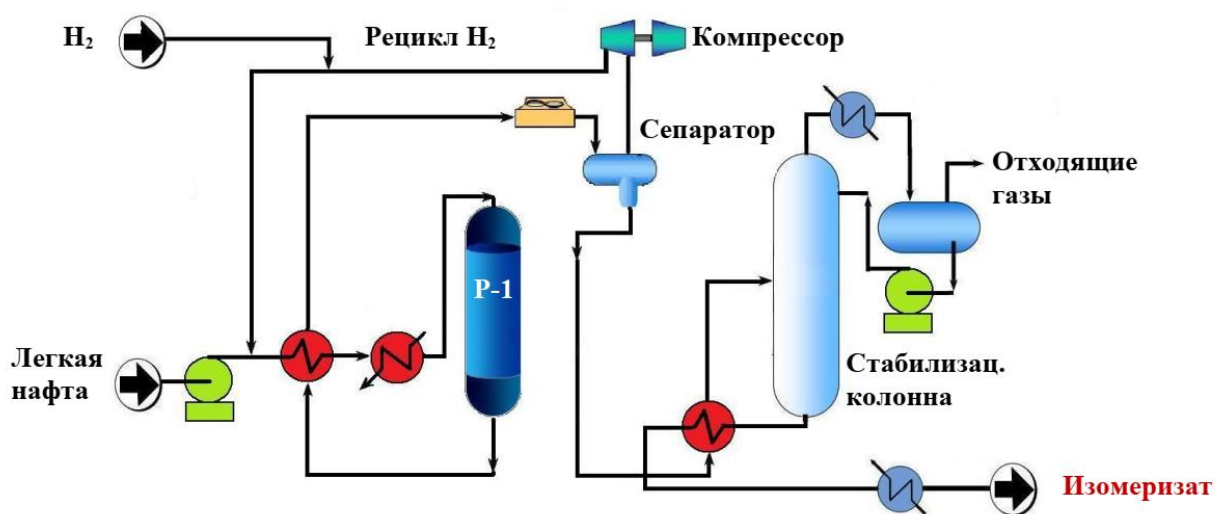 H₂
Рецикл H₂
Компрессор
Сепаратор
Отходящие
газы
Р-1
Легкая
нафта
Стабилизац.
колонна
Изомеризат